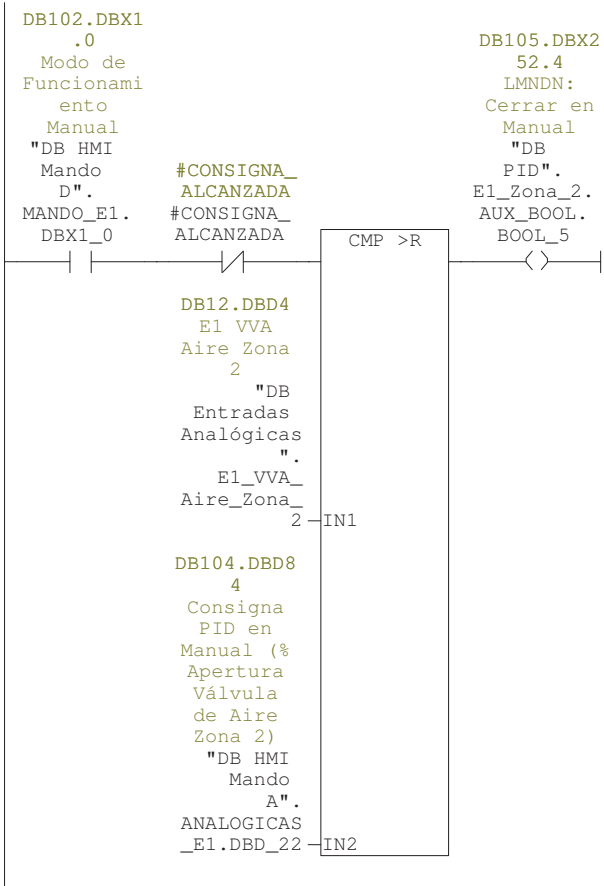 DB102.DBX1
.0
Modo de
Funcionami
ento
Manual
"DB HMI
Mando
D".
MANDO_E1.
DBX1_0
#CONSIGNA_
ALCANZADA
#CONSIGNA_
ALCANZADA
DB105.DBX2
52.4
LMNDN:
Cerrar en
Manual
"DB
PID".
E1_Zona_2.
AUX_BOOL.
BOOL_5
CMP >R
DB12.DBD4
E1 VVA
Aire Zona
2
"DB
Entradas
Analógicas
".
E1_VVA_
Aire_Zona_
2
IN1
DB104.DBD8
4
Consigna
PID en
Manual (%
Apertura
Válvula
de Aire
Zona 2)
"DB HMI
Mando
A".
ANALOGICAS
_E1.DBD_22
IN2